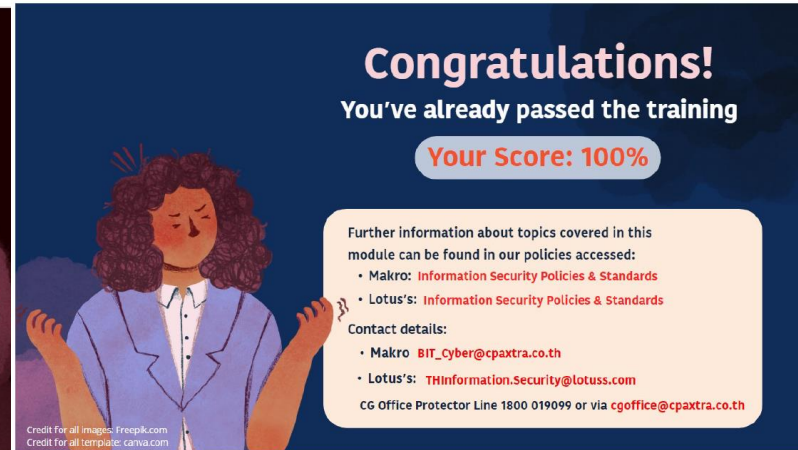 Congratulations!
You've already passed the training
Your Score: 100%
Further information about topics covered in this
module can be found in our policies accessed:
• Makro: Information Security Policies & Standards
• Lotus's: Information Security Policies & Standards
Contact details:
• Makro BIT_Cyber@cpaxtra.co.th
• Lotus's: THInformation.Security@lotuss.com
CG Office Protector Line 1800 019099 or via cgoffice@cpaxtra.co.th
Credit for all images: Freepik.com
Credit for all template: canva.com